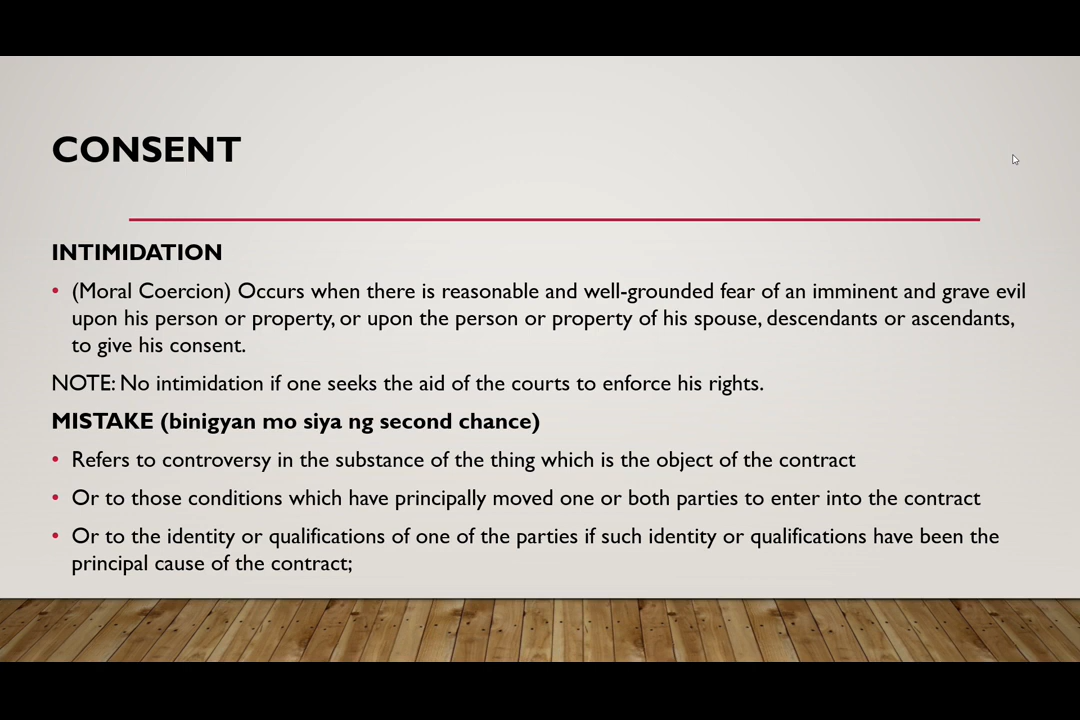 CONSENT
INTIMIDATION
• (Moral Coercion) Occurs when there is reasonable and well-grounded fear of an imminent and grave evil
upon his person or property, or upon the person or property of his spouse, descendants or ascendants,
to give his consent.
NOTE: No intimidation if one seeks the aid of the courts to enforce his rights.
MISTAKE (binigyan mo siya ng second chance)
• Refers to controversy in the substance of the thing which is the object of the contract
• Or to those conditions which have principally moved one or both parties to enter into the contract
• Or to the identity or qualifications of one of the parties if such identity or qualifications have been the
principal cause of the contract;